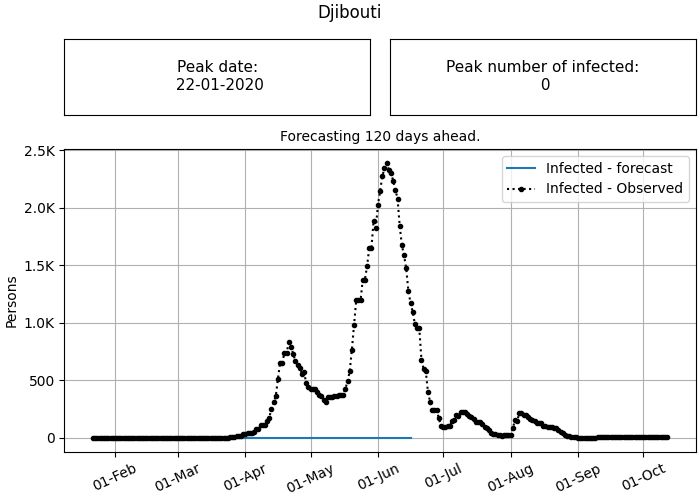 Djibouti
Peak date:
22-01-2020
Peak number of infected:
0
Forecasting 120 days ahead.
2.5K
2.0K
1.5K
1.0K
500
0
Persons
Infected - forecast
Infected - Observed
01-Feb
01-Mar
01-Apr
01-May
01-Jun
01-Jul
01-Aug
01-Sep
01-Oct